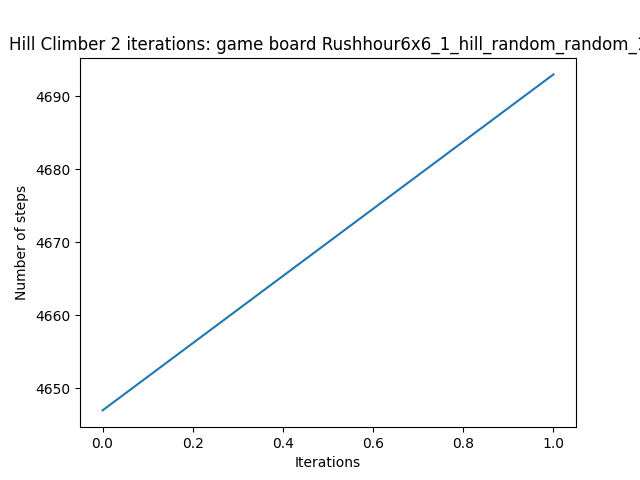 Hill Climber 2 iterations: game board Rushhour6x6_1_hill_random_random_
4690
4680
4670
4660
4650
Number of steps
0.0 0.2 0.4 0.6 0.8 1.0
Iterations